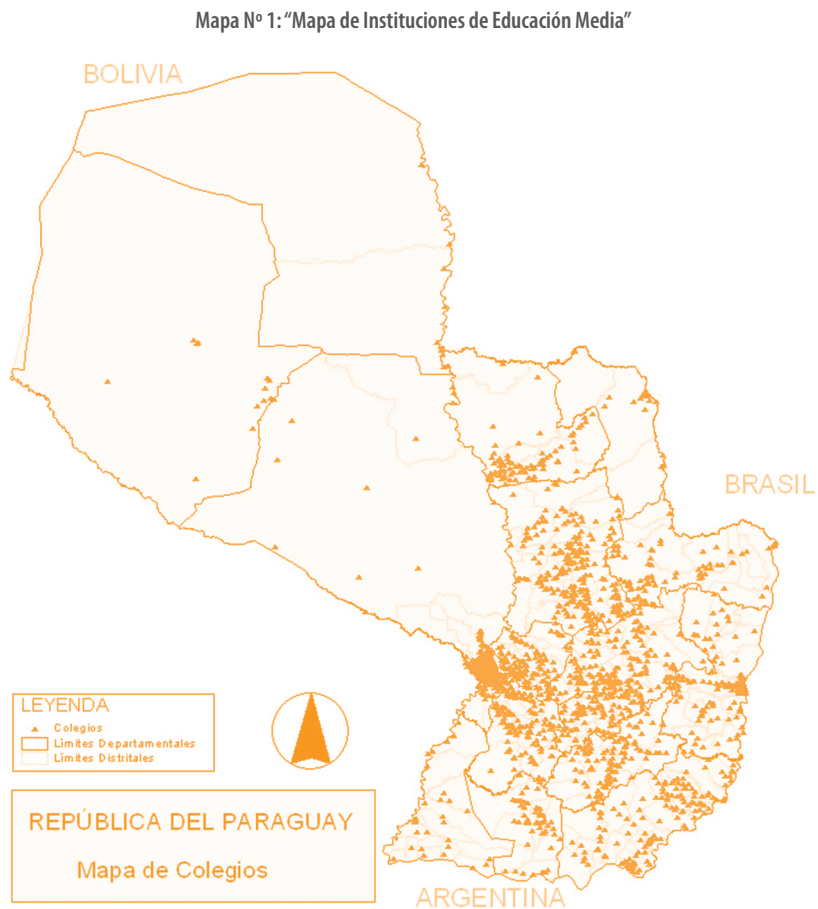 Mapa Nº 1: “Mapa de Instituciones de Educación Media”
BOLIVIA
BRASIL
LEYENDA
Colegios
Límites Departamentales
Límites Distritales
REPÚBLICA DEL PARAGUAY
Mapa de Colegios
ARGENTINA